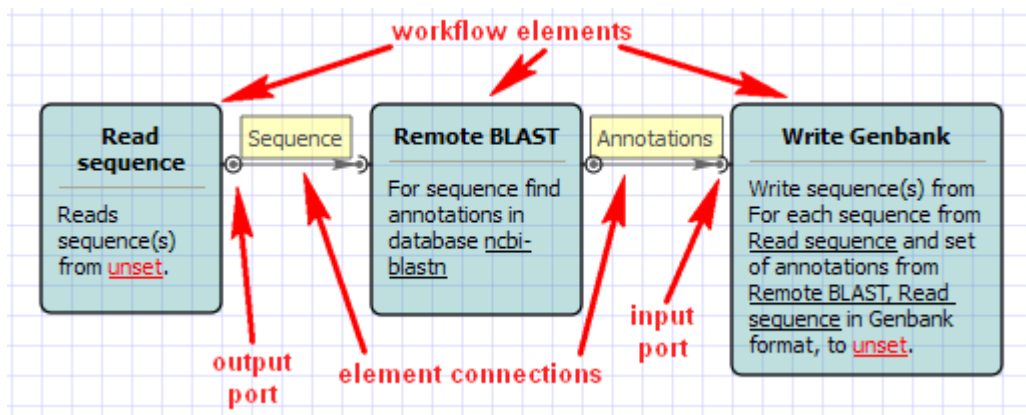 workflow elements
Read
sequence
Reads
sequence(s)
from unset.
Sequence
Remote BLAST
For sequence find
annotations in
database ncbi-
blastn
Annotations
Write Genbank
Write sequence(s) from
For each sequence from
Read sequence and set
of annotations from
Remote BLAST, Read
sequence in Genbank
format, to unset.
output
port
element connections
input
port